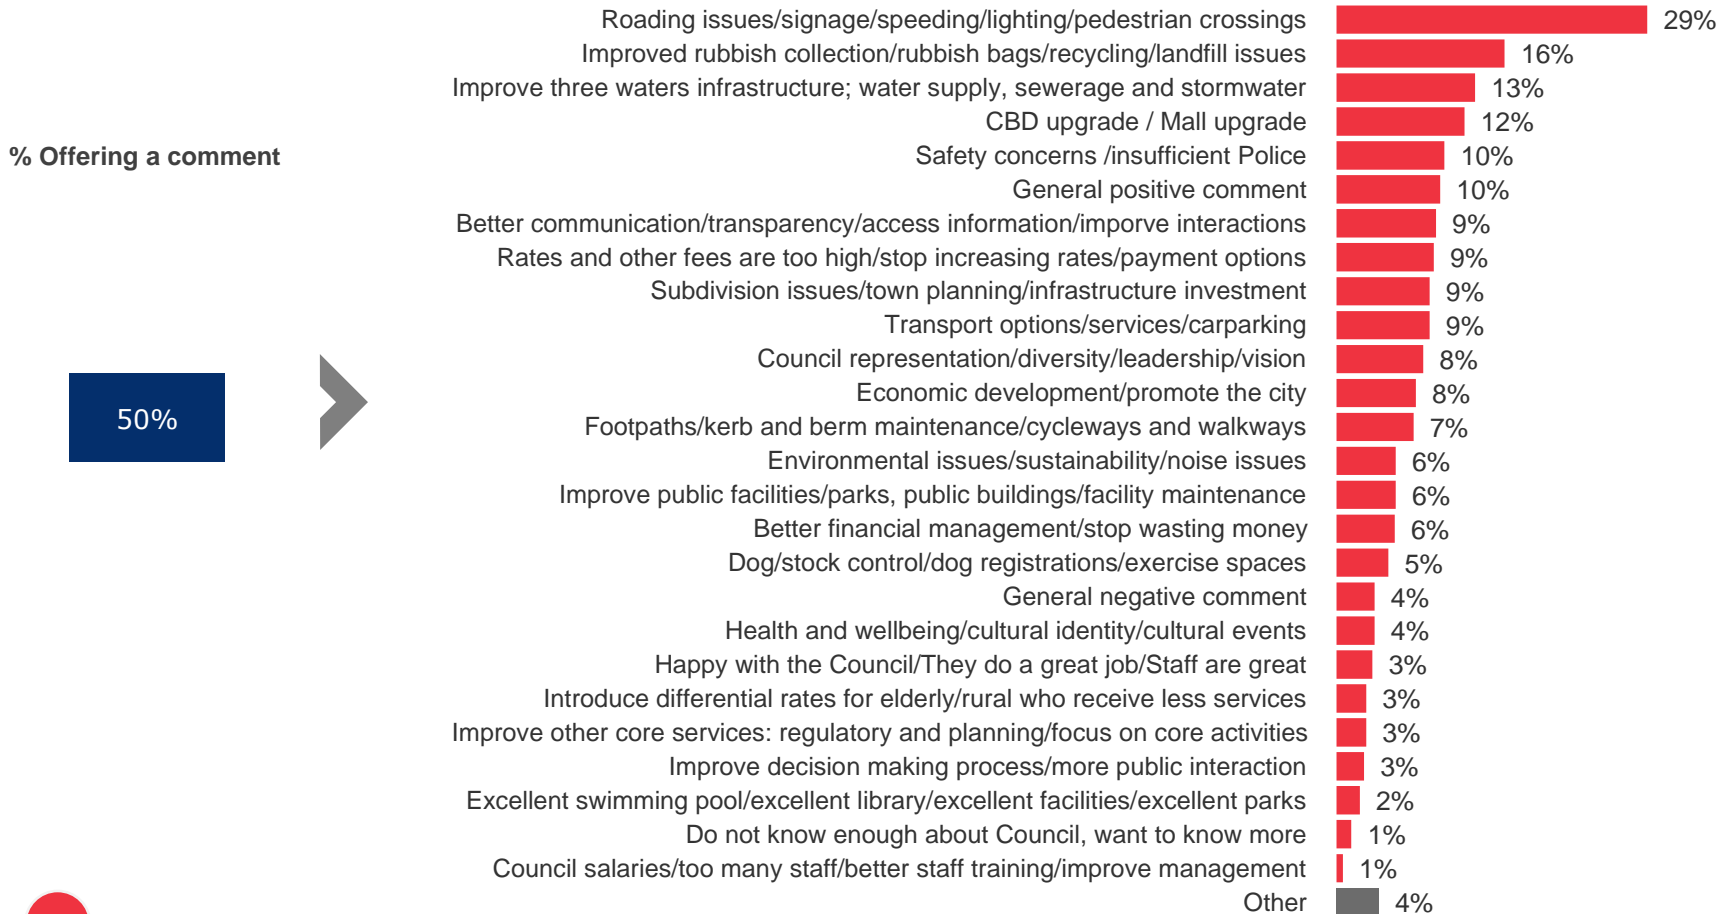 Roading issues/signage/speeding/lighting/pedestrian crossings 29%
Improved rubbish collection/rubbish bags/recycling/landfill issues 16%
Improve three waters infrastructure; water supply, sewerage and stormwater 13%
CBD upgrade / Mall upgrade 12%
% Offering a comment
Safety concerns /insufficient Police 10%
General positive comment 10%
Better communication/transparency/access information/imporve interactions 9%
Rates and other fees are too high/stop increasing rates/payment options 9%
Subdivision issues/town planning/infrastructure investment 9%
Transport options/services/carparking 9%
Council representation/diversity/leadership/vision 8%
Economic development/promote the city 8%
50%
Footpaths/kerb and berm maintenance/cycleways and walkways 7%
Environmental issues/sustainability/noise issues 6%
Improve public facilities/parks, public buildings/facility maintenance 6%
Better financial management/stop wasting money 6%
Dog/stock control/dog registrations/exercise spaces 5%
General negative comment 4%
Health and wellbeing/cultural identity/cultural events 4%
Happy with the Council/They do a great job/Staff are great 3%
Introduce differential rates for elderly/rural who receive less services 3%
Improve other core services: regulatory and planning/focus on core activities 3%
Improve decision making process/more public interaction 3%
Excellent swimming pool/excellent library/excellent facilities/excellent parks 2%
Do not know enough about Council, want to know more 1%
Council salaries/too many staff/better staff training/improve management 1%
Other 4%